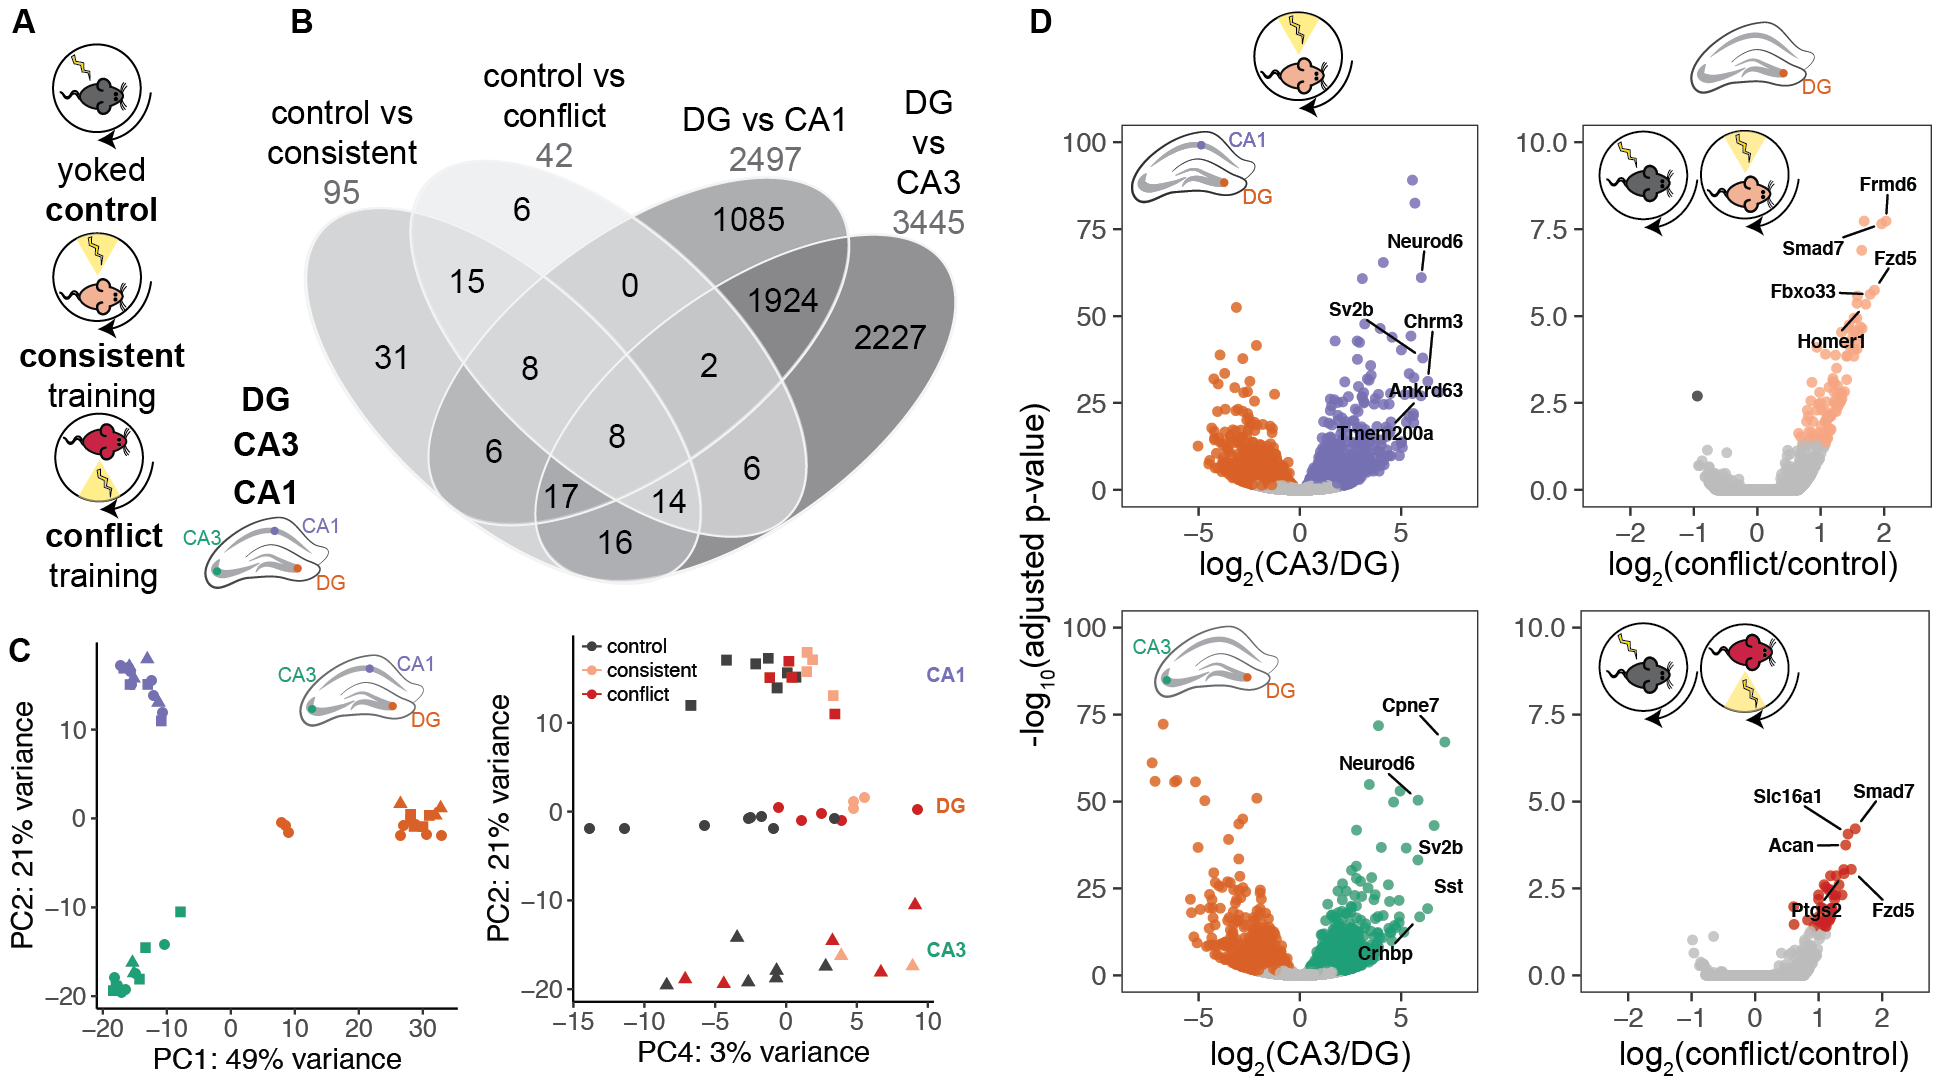 A
yoked
control
consistent
training
conflict
training
DG
CA3
CA1
CA3
CA1
DG
B
control vs
consistent
95
control vs
conflict
42
DG vs CA1
2497
DG
vs
CA3
3445
6
1085
15
0
1924
2227
31
8
2
6
8
6
17
14
16
C
10
0
−10
−20
−20
−10
0
10
20
30
PC2: 21% variance
PC1: 49% variance
CA3
CA1
DG
control
consistent
conflict
CA1
DG
CA3
10
0
−10
−20
−15
−10
−5
0
5
10
PC2: 21% variance
PC4: 3% variance
D
-log10(adjusted p-value)
100
75
50
25
0
−5
0
5
log2(CA3/DG)
CA1
DG
Neurod6
Sv2b
Chrm3
Ankrd63
Tmem200a
DG
10.0
7.5
5.0
2.5
0.0
−2
−1
0
1
2
log2(conflict/control)
Frmd6
Smad7
Fzd5
Fbxo33
Homer1
100
75
50
25
0
−5
0
5
log2(CA3/DG)
CA3
DG
Cpne7
Neurod6
Sv2b
Sst
Crhbp
10.0
7.5
5.0
2.5
0.0
−2
−1
0
1
2
log2(conflict/control)
Slc16a1
Smad7
Acan
Ptgs2
Fzd5